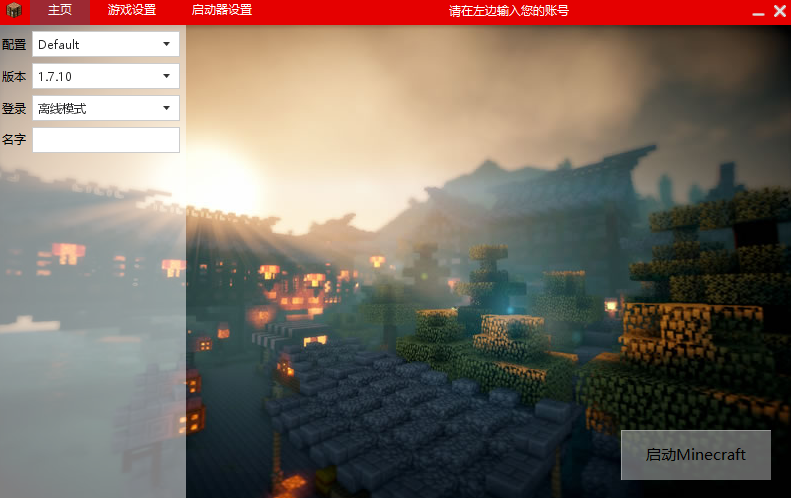 主页 游戏设置 启动器设置 请在左边输入您的账号
配置 Default
版本 1.7.10
登录 离线模式
名字
启动Minecraft